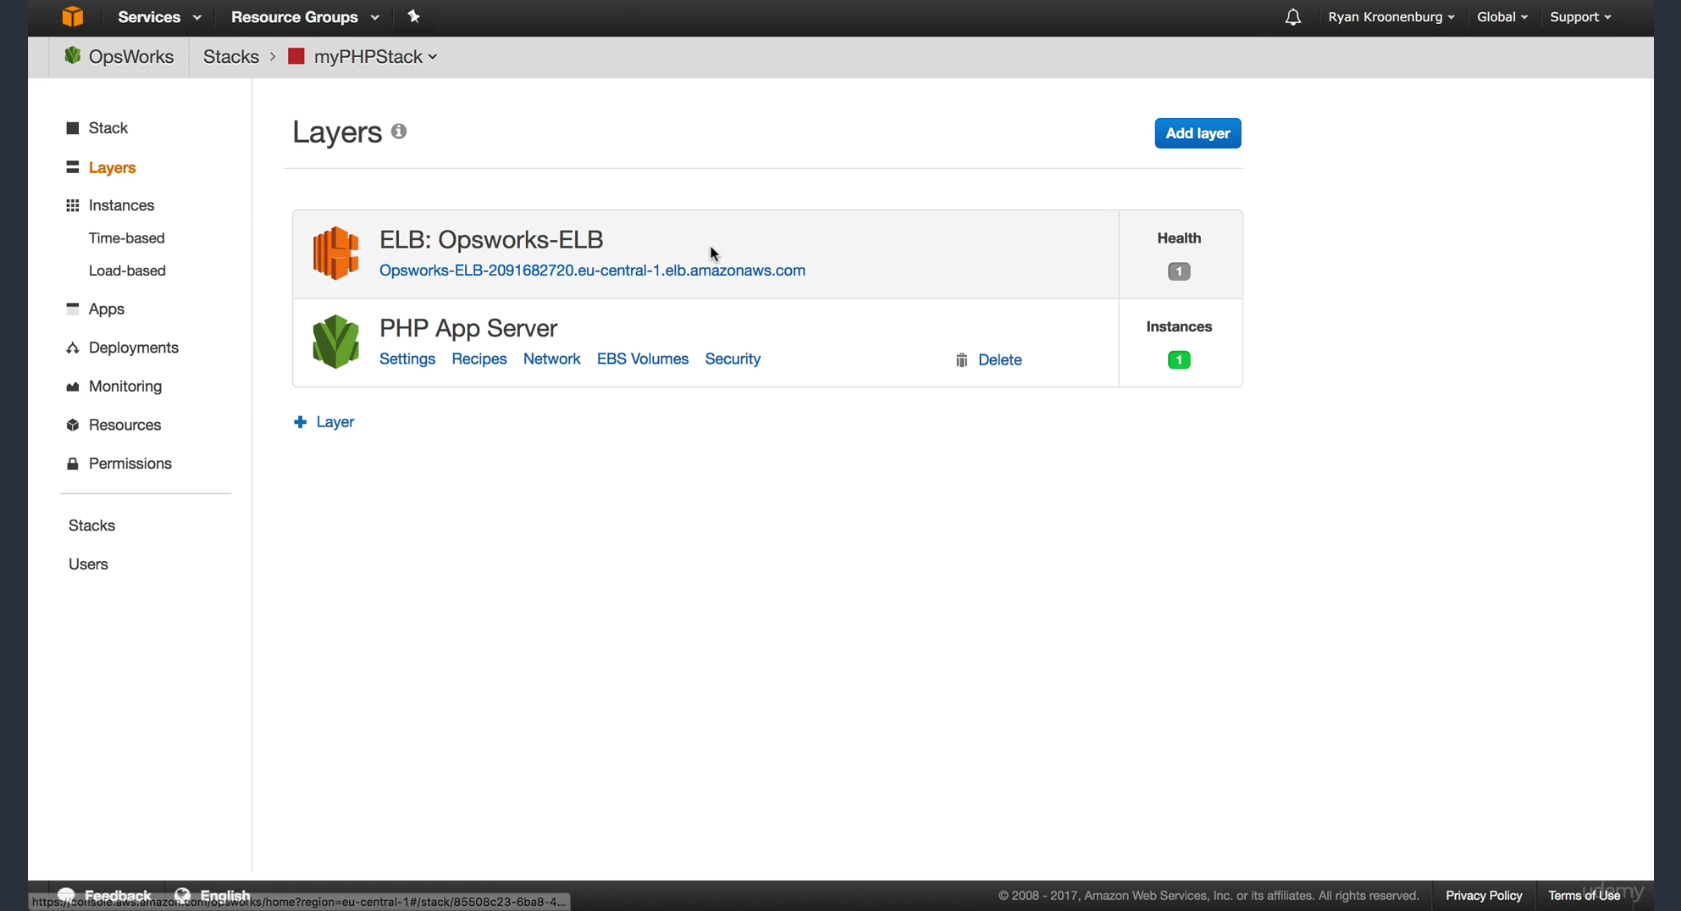 Services Resource Groups Ryan Kroonenburg Global Support
OpsWorks Stacks > myPHPStack
Stack
Layers
Instances
Time-based
Load-based
Apps
Deployments
Monitoring
Resources
Permissions
Stacks
Users
Layers
Add layer
ELB: Opsworks-ELB
Opsworks-ELB-2091682720.eu-central-1.elb.amazonaws.com
Health
1
PHP App Server
Settings Recipes Network EBS Volumes Security Delete
Instances
1
+ Layer
Feedback English © 2008 - 2017, Amazon Web Services, Inc. or its affiliates. All rights reserved. Privacy Policy Terms of Use
https://console.aws.amazon.com/opsworks/home?region=eu-central-1#/stack/85508c23-6ba8-4...
udemy